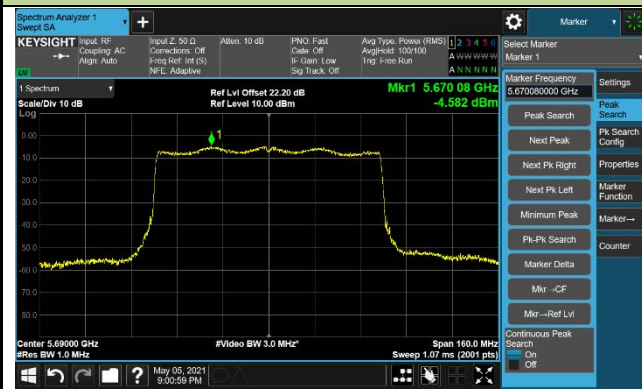 Spectrum Analyzer 1
Swept SA
+
Marker
KEYSIGHT
Input: RF
Coupling: AC
Align: Auto
Input Z: 50 Ω
Corrections: Off
Freq Ref: Int (S)
NFE: Adaptive
Atten: 10 dB
PNO: Fast
Gate: Off
IF Gain: Low
Sig Track: Off
Avg Type: Power (RMS)
Avg|Hold: 100/100
Trig: Free Run
1 2 3 4 5 6
A W W W W W
A N N N N N
Select Marker
Marker 1
LNI
1 Spectrum
Scale/Div 10 dB
Log
Ref Lvl Offset 22.20 dB
Ref Level 10.00 dBm
Mkr1 5.670 08 GHz
-4.582 dBm
1
0.00
-10.0
-20.0
-30.0
-40.0
-50.0
-60.0
-70.0
-80.0
Center 5.69000 GHz
#Res BW 1.0 MHz
#Video BW 3.0 MHz*
Span 160.0 MHz
Sweep 1.07 ms (2001 pts)
Marker Frequency
5.670080000 GHz
Peak Search
Next Peak
Next Pk Right
Next Pk Left
Minimum Peak
Pk-Pk Search
Marker Delta
Mkr→CF
Mkr→Ref Lvl
Continuous Peak
Search
On
Off
Settings
Peak
Search
Pk Search
Config
Properties
Marker
Function
Marker→
Counter
?
May 05, 2021
9:00:59 PM